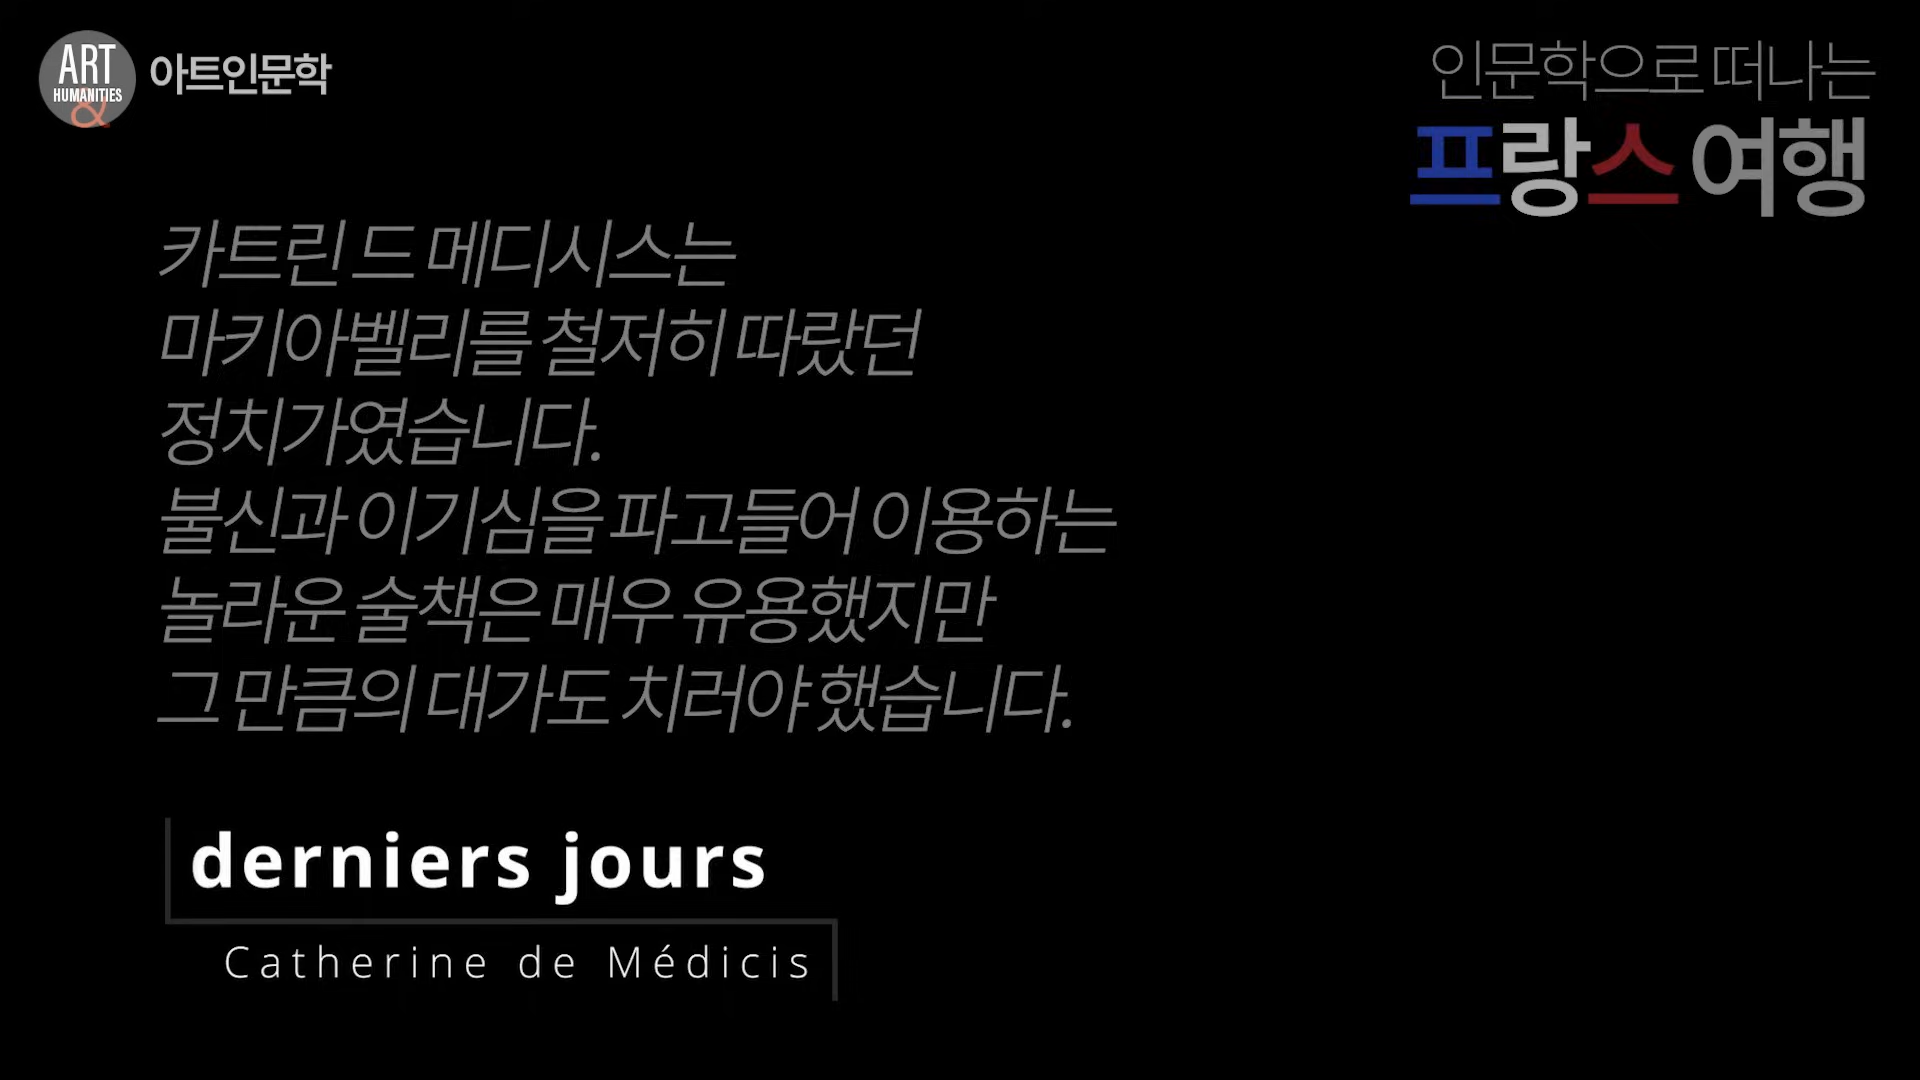 ART
HUMANITIES
&
아트인문학
인문학으로 떠나는
프랑스 여행
카트린 드 메디시스는
마키아벨리를 철저히 따랐던
정치가였습니다.
불신과 이기심을 파고들어 이용하는
놀라운 술책은 매우 유용했지만
그 만큼의 대가도 치러야 했습니다.
derniers jours
Catherine de Médicis